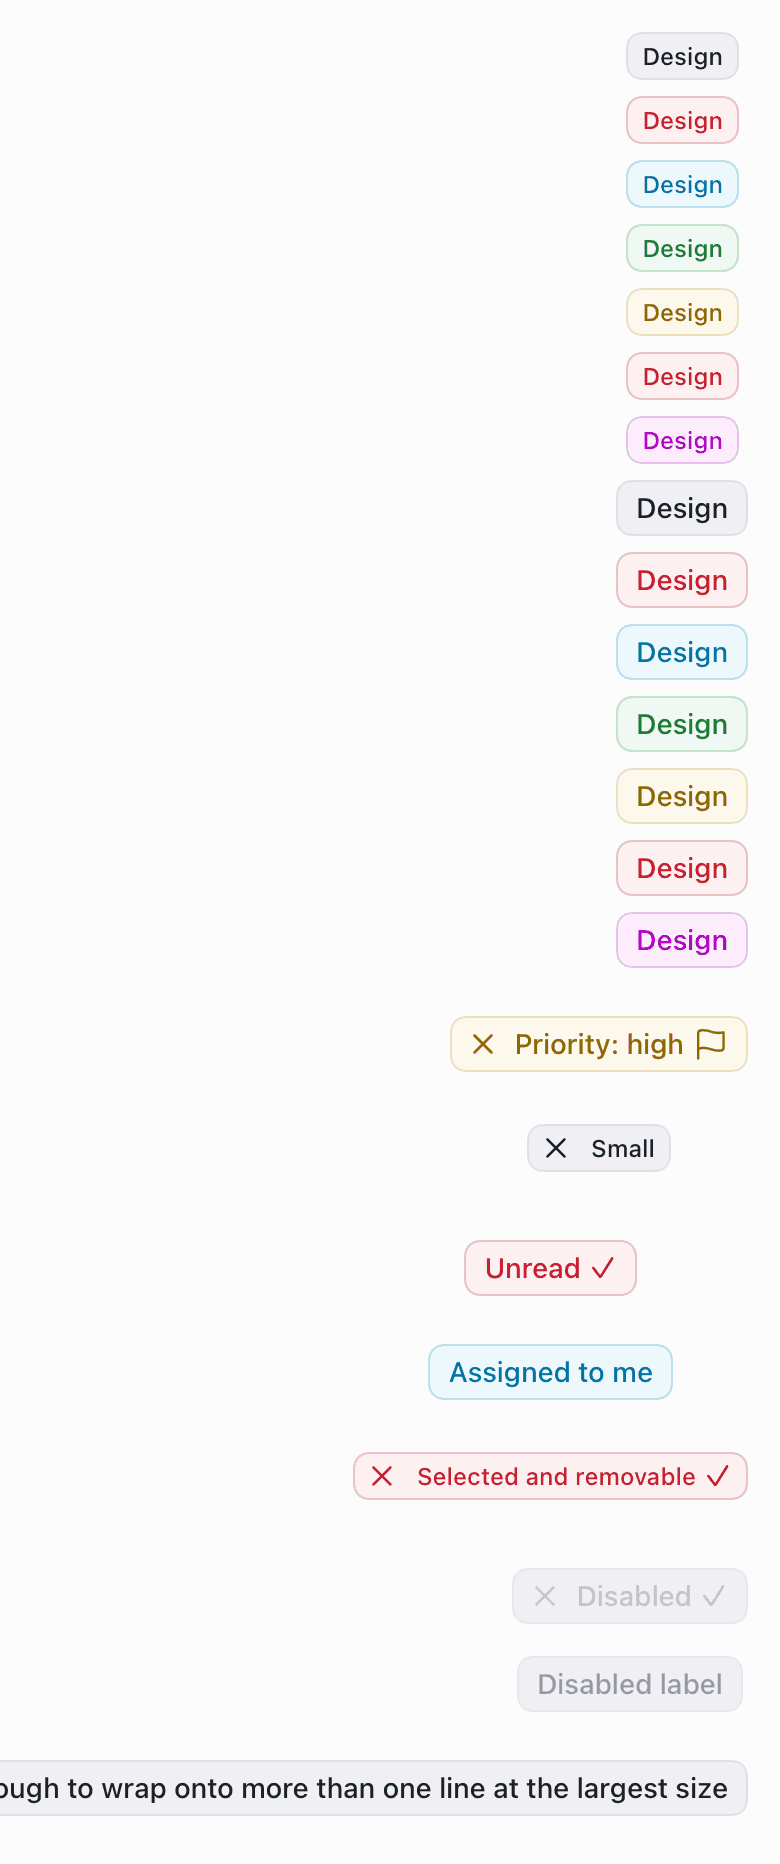 Design
Design
Design
Design
Design
Design
Design
Design
Design
Design
Design
Design
Design
Design
Priority: high
Small
Unread
Assigned to me
Selected and removable
Disabled
Disabled label
to wrap onto more than one line at the largest size